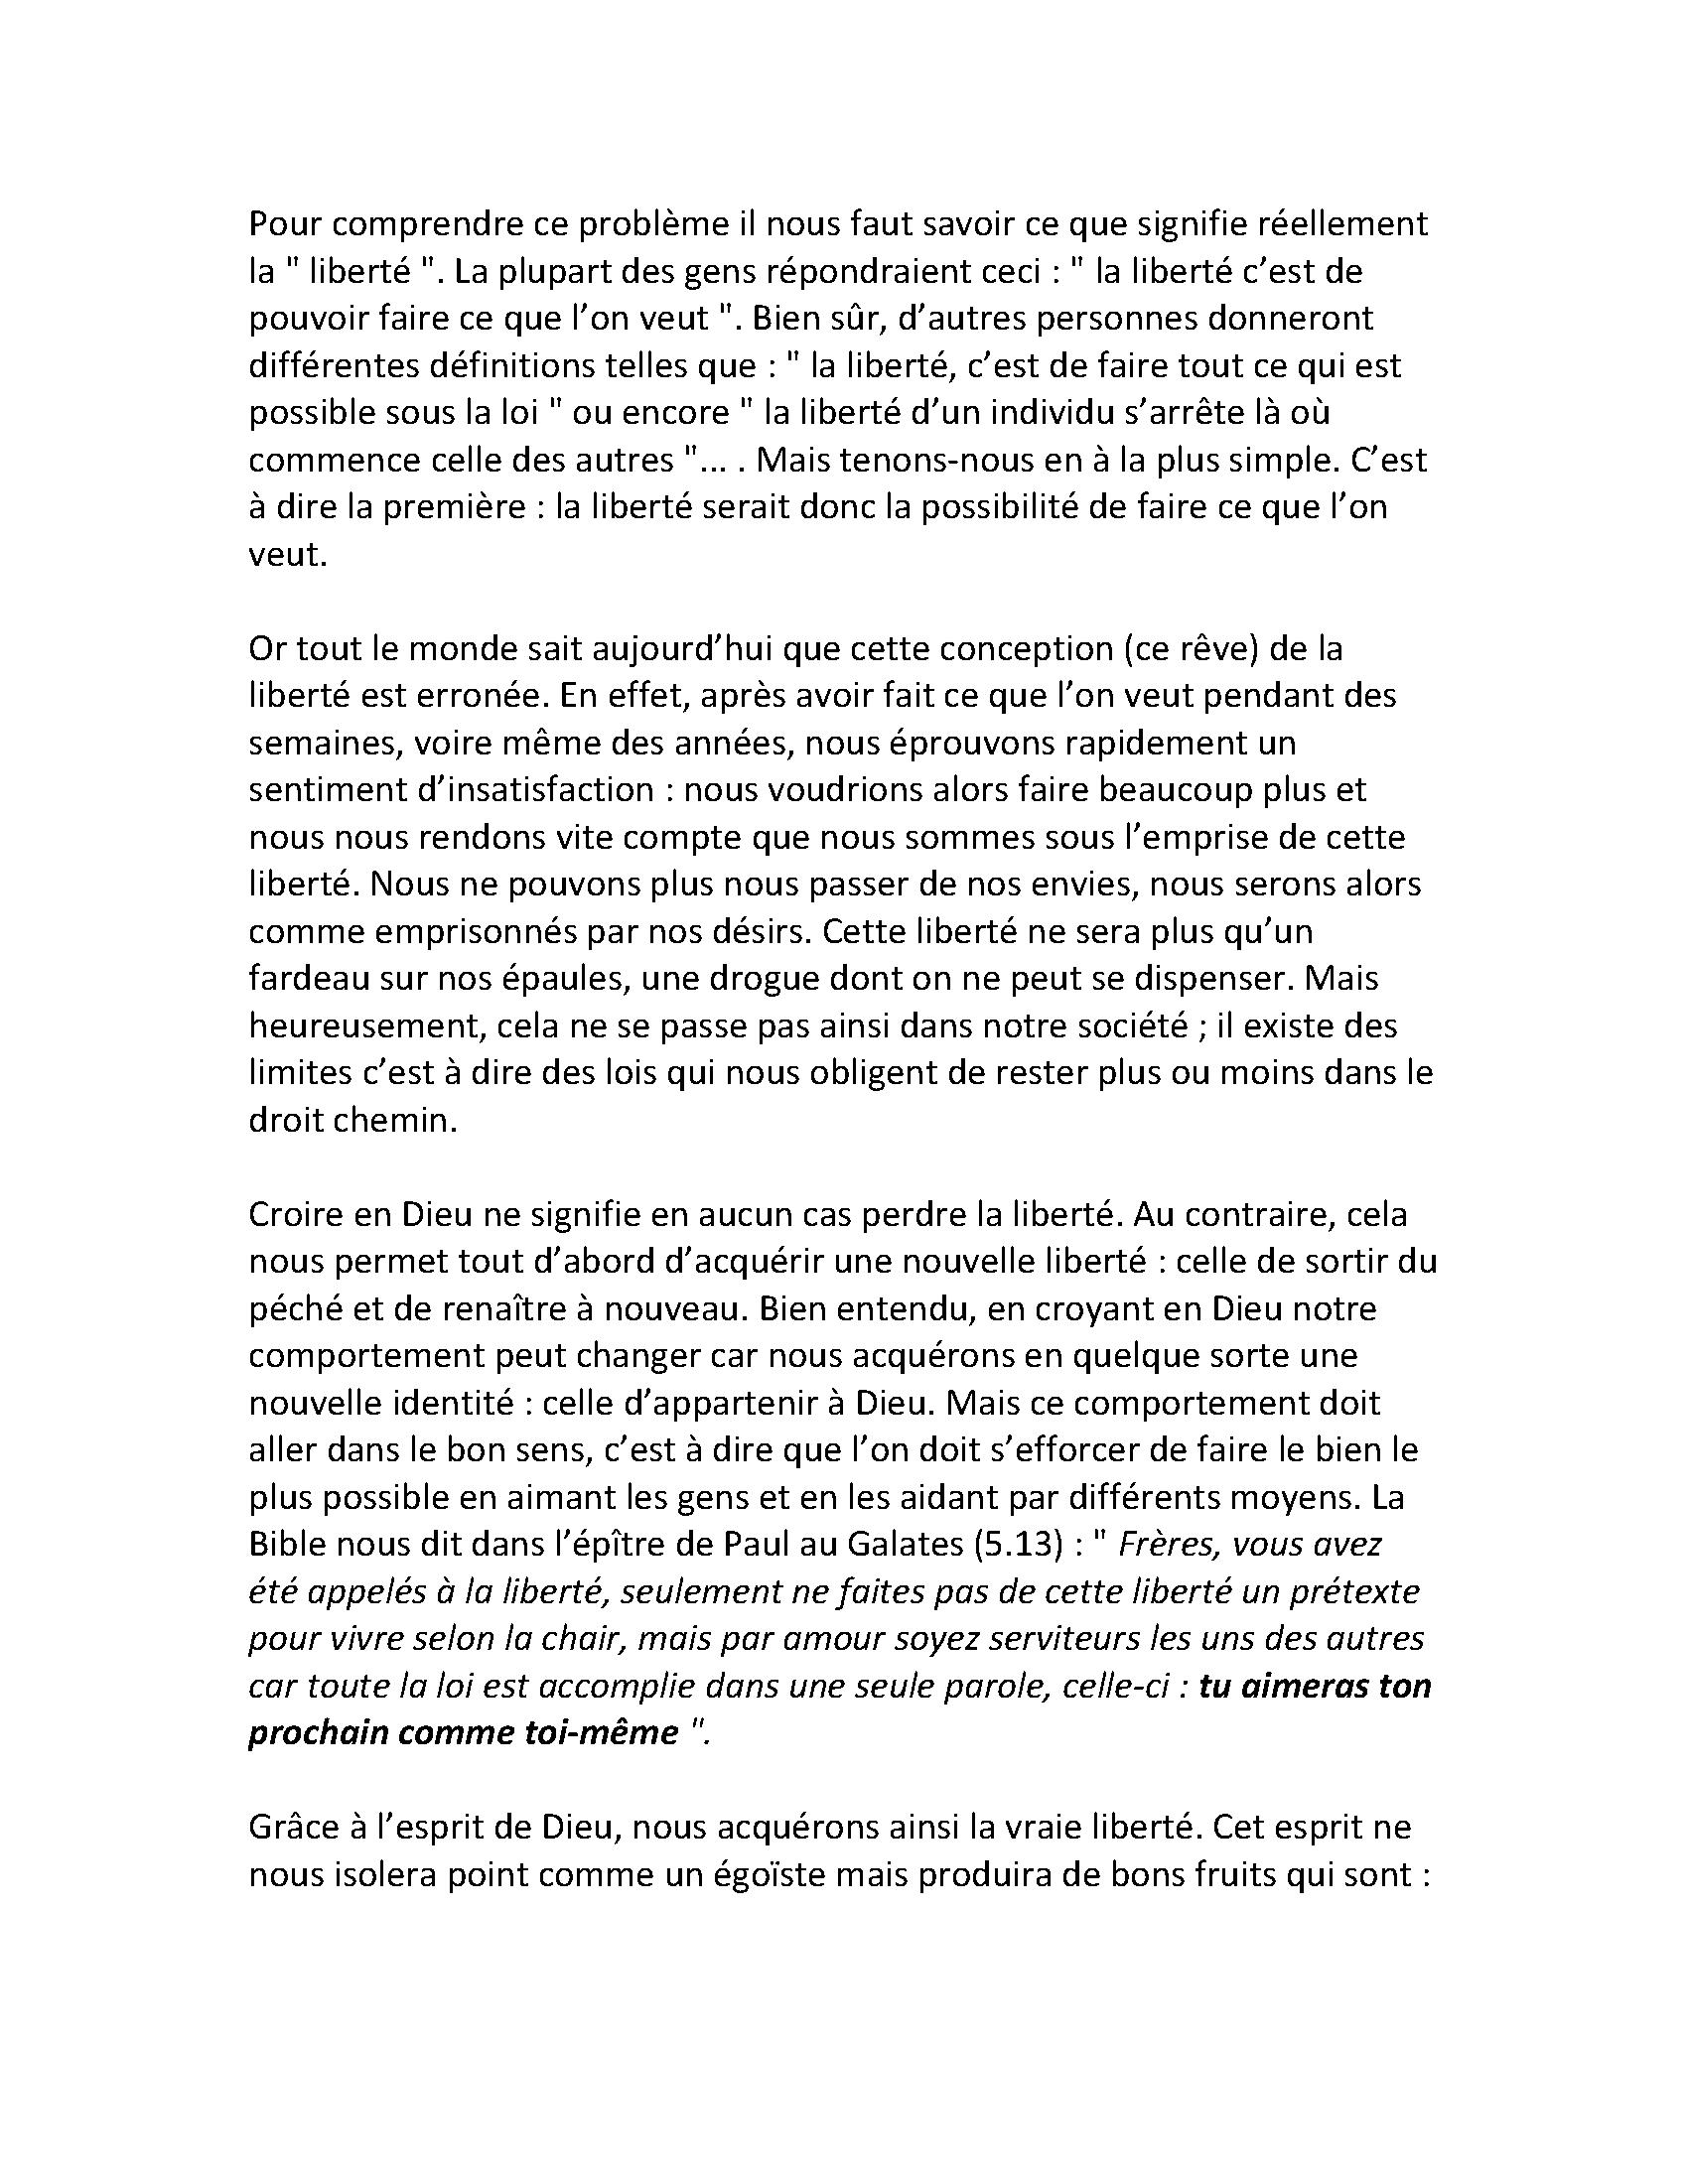 Pour comprendre ce problème il nous faut savoir ce que signifie réellement
la " liberté ". La plupart des gens répondraient ceci : " la liberté c’est de
pouvoir faire ce que l’on veut ". Bien sûr, d’autres personnes donneront
différentes définitions telles que : " la liberté, c’est de faire tout ce qui est
possible sous la loi " ou encore " la liberté d’un individu s’arrête là où
commence celle des autres "... . Mais tenons-nous en à la plus simple. C’est
à dire la première : la liberté serait donc la possibilité de faire ce que l’on
veut.
Or tout le monde sait aujourd’hui que cette conception (ce rêve) de la
liberté est erronée. En effet, après avoir fait ce que l’on veut pendant des
semaines, voire même des années, nous éprouvons rapidement un
sentiment d’insatisfaction : nous voudrions alors faire beaucoup plus et
nous nous rendons vite compte que nous sommes sous l’emprise de cette
liberté. Nous ne pouvons plus nous passer de nos envies, nous serons alors
comme emprisonnés par nos désirs. Cette liberté ne sera plus qu’un
fardeau sur nos épaules, une drogue dont on ne peut se dispenser. Mais
heureusement, cela ne se passe pas ainsi dans notre société ; il existe des
limites c’est à dire des lois qui nous obligent de rester plus ou moins dans le
droit chemin.
Croire en Dieu ne signifie en aucun cas perdre la liberté. Au contraire, cela
nous permet tout d’abord d’acquérir une nouvelle liberté : celle de sortir du
péché et de renaître à nouveau. Bien entendu, en croyant en Dieu notre
comportement peut changer car nous acquérons en quelque sorte une
nouvelle identité : celle d’appartenir à Dieu. Mais ce comportement doit
aller dans le bon sens, c’est à dire que l’on doit s’efforcer de faire le bien le
plus possible en aimant les gens et en les aidant par différents moyens. La
Bible nous dit dans l’épître de Paul au Galates (5.13) : " Frères, vous avez
été appelés à la liberté, seulement ne faites pas de cette liberté un prétexte
pour vivre selon la chair, mais par amour soyez serviteurs les uns des autres
car toute la loi est accomplie dans une seule parole, celle-ci : tu aimeras ton
prochain comme toi-même ".
Grâce à l’esprit de Dieu, nous acquérons ainsi la vraie liberté. Cet esprit ne
nous isolera point comme un égoïste mais produira de bons fruits qui sont :